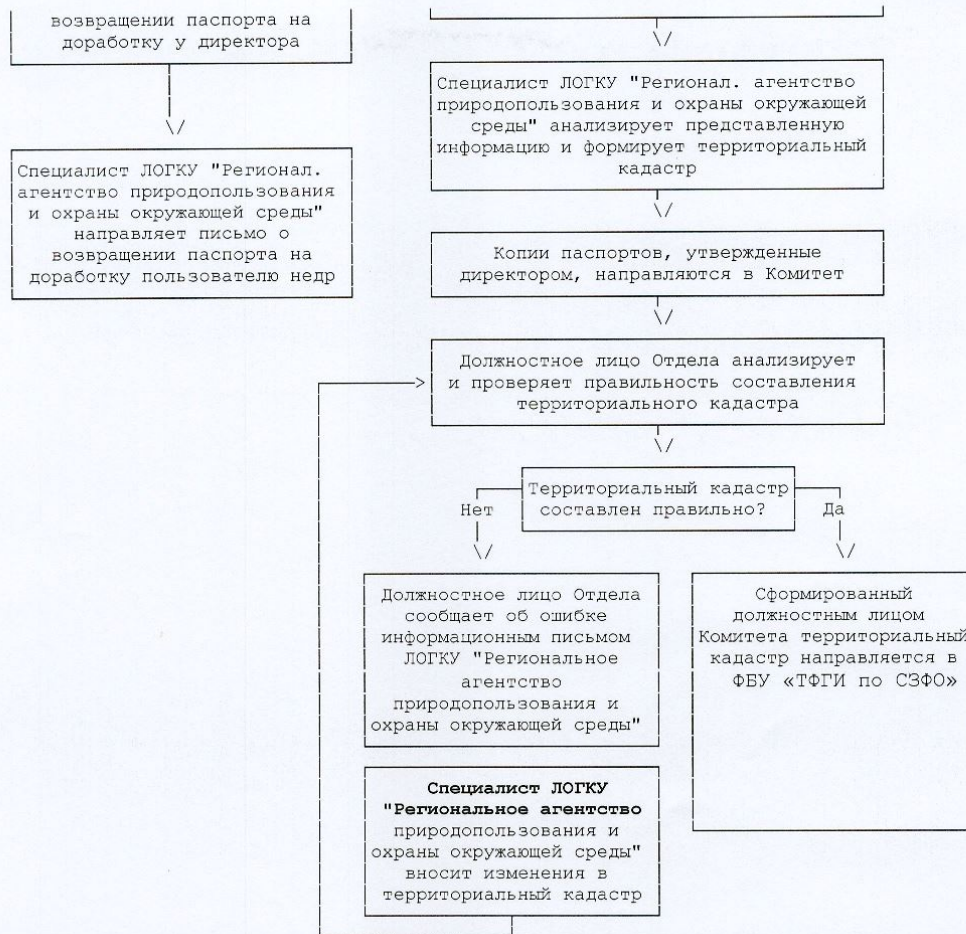 возвращении паспорта на
доработку у директора
\/
Специалист ЛОГКУ "Регионал.
агентство природопользования
и охраны окружающей среды"
направляет письмо о
возвращении паспорта на
доработку пользователю недр
\/
Специалист ЛОГКУ "Регионал. агентство
природопользования и охраны окружающей
среды" анализирует представленную
информацию и формирует территориальный
кадастр
\/
Копии паспортов, утвержденные
директором, направляются в Комитет
\/
>
Должностное лицо Отдела анализирует
и проверяет правильность составления
территориального кадастра
\/
Территориальный кадастр
составлен правильно?
Нет
\/
Да
\/
Должностное лицо Отдела
сообщает об ошибке
информационным письмом
ЛОГКУ "Региональное
агентство
природопользования и
охраны окружающей среды"
Сформированный
должностным лицом
Комитета территориальный
кадастр направляется в
ФБУ «ТФГИ по СЗФО»
Специалист ЛОГКУ
"Региональное агентство
природопользования и
охраны окружающей среды"
вносит изменения в
территориальный кадастр